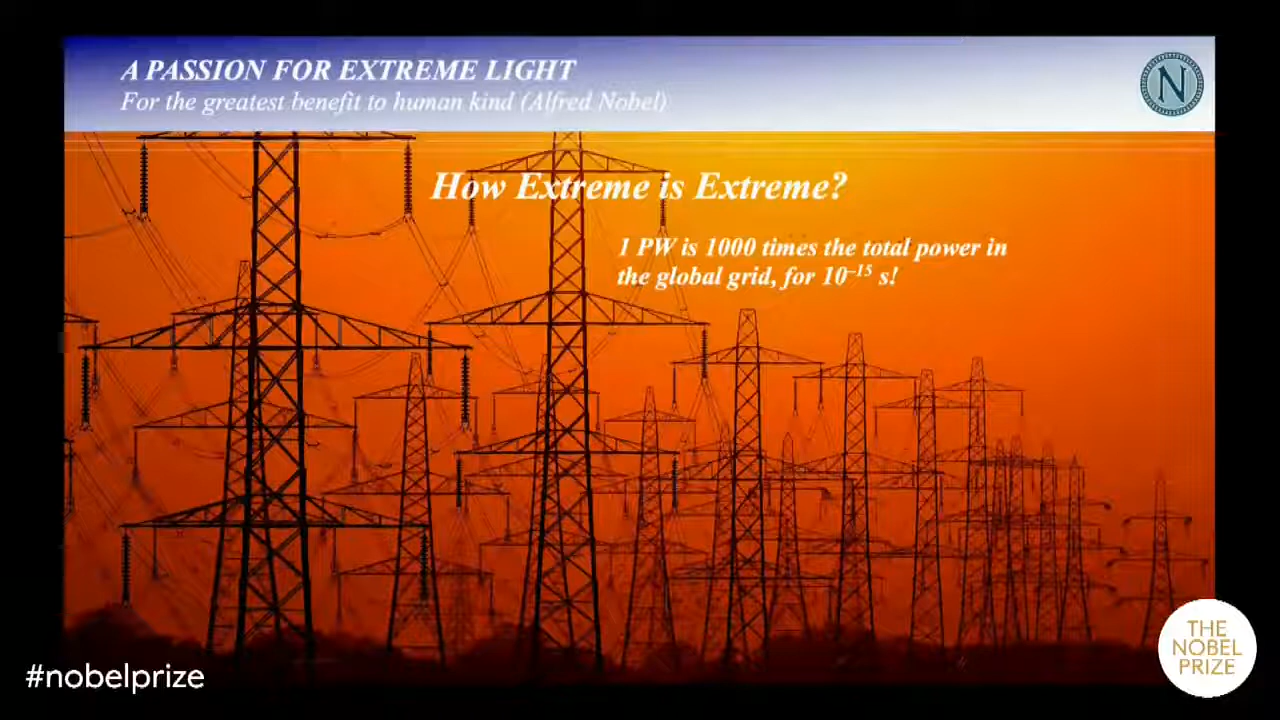 A PASSION FOR EXTREME LIGHT
For the greatest benefit to human kind (Alfred Nobel)
N
How Extreme is Extreme?
1 PW is 1000 times the total power in
the global grid, for 10⁻¹⁵ s!
#nobelprize
THE
NOBEL
PRIZE